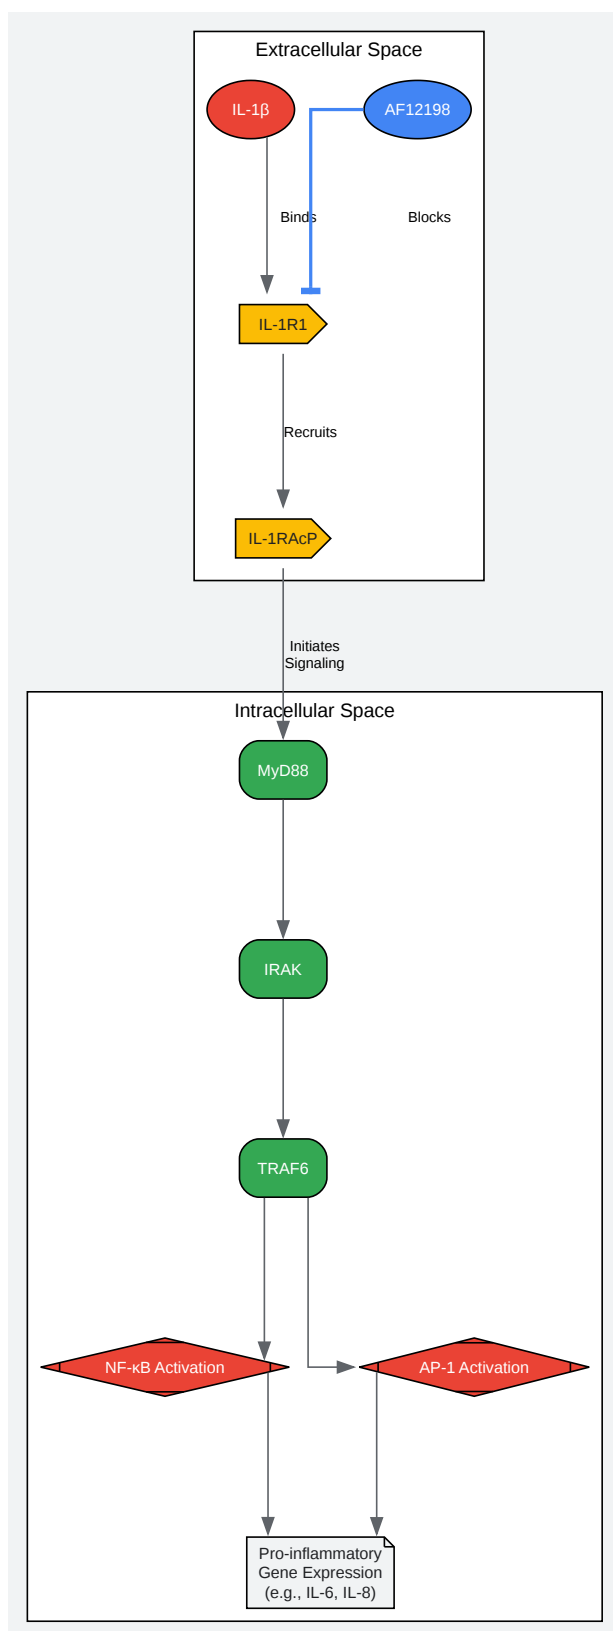 Extracellular Space
IL-1β
AF12198
Binds
Blocks
IL-1R1
Recruits
IL-1RAcP
Initiates
Signaling
Intracellular Space
MyD88
IRAK
TRAF6
NF-κB Activation
AP-1 Activation
Pro-inflammatory
Gene Expression
(e.g., IL-6, IL-8)